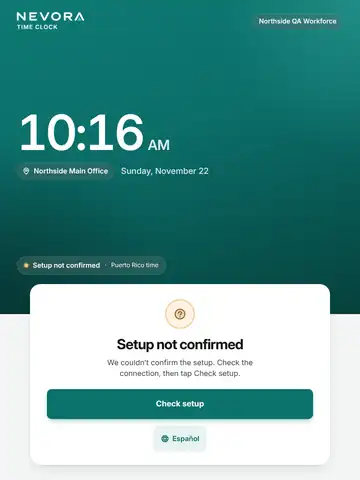 NEVORA
TIME CLOCK
Northside QA Workforce
10:16 AM
Northside Main Office
Sunday, November 22
Setup not confirmed · Puerto Rico time
Setup not confirmed
We couldn't confirm the setup. Check the
connection, then tap Check setup.
Check setup
Español